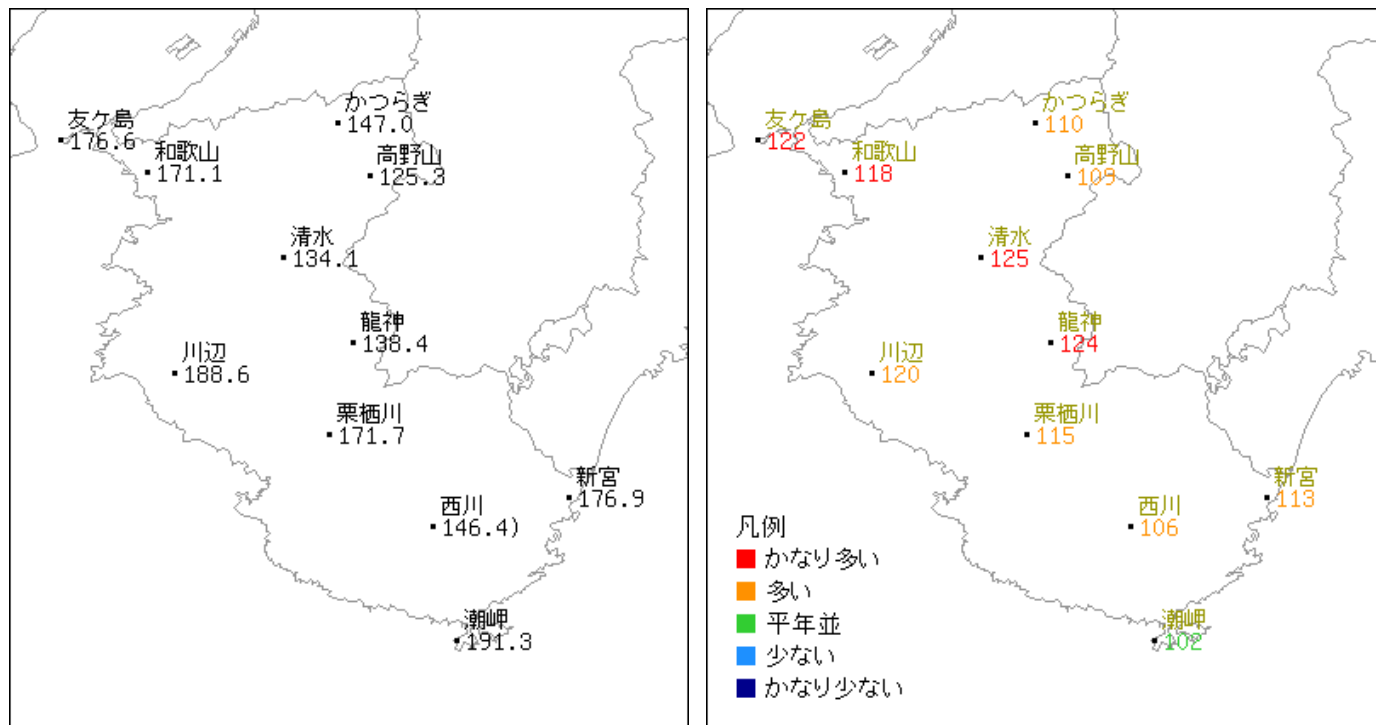 友ケ島
176.6
和歌山
171.1
かつらぎ
147.0
高野山
125.3
清水
134.1
龍神
138.4
川辺
188.6
栗栖川
171.7
新宮
176.9
西川
146.4)
潮岬
191.3
友ケ島
122
和歌山
118
かつらぎ
110
高野山
109
清水
125
龍神
124
川辺
120
栗栖川
115
新宮
113
西川
106
潮岬
102
凡例
かなり多い
多い
平年並
少ない
かなり少ない